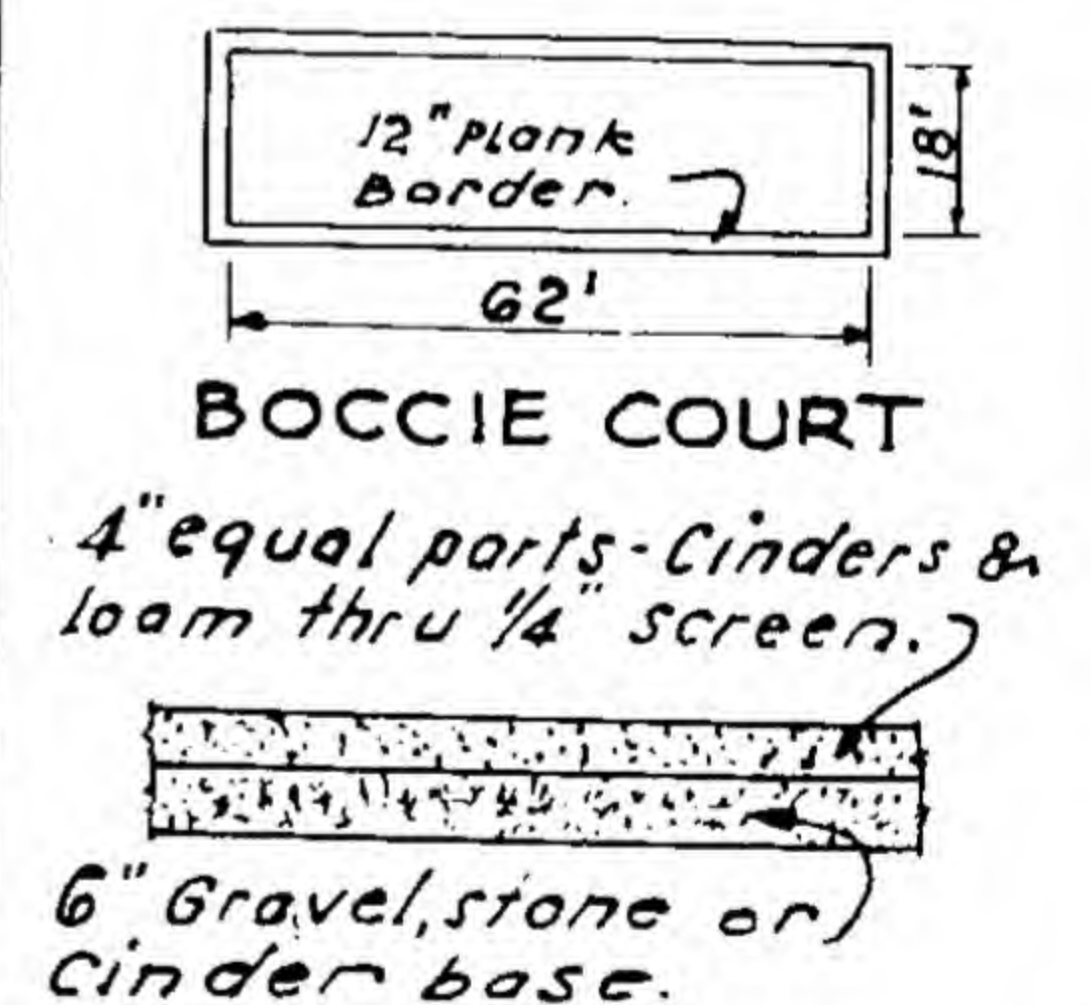 12" Plank
Border.
18'
62'
BOCCIE COURT
4" equal parts - Cinders &
loam thru 1/4" screen.
6" Gravel, stone or
Cinder base.